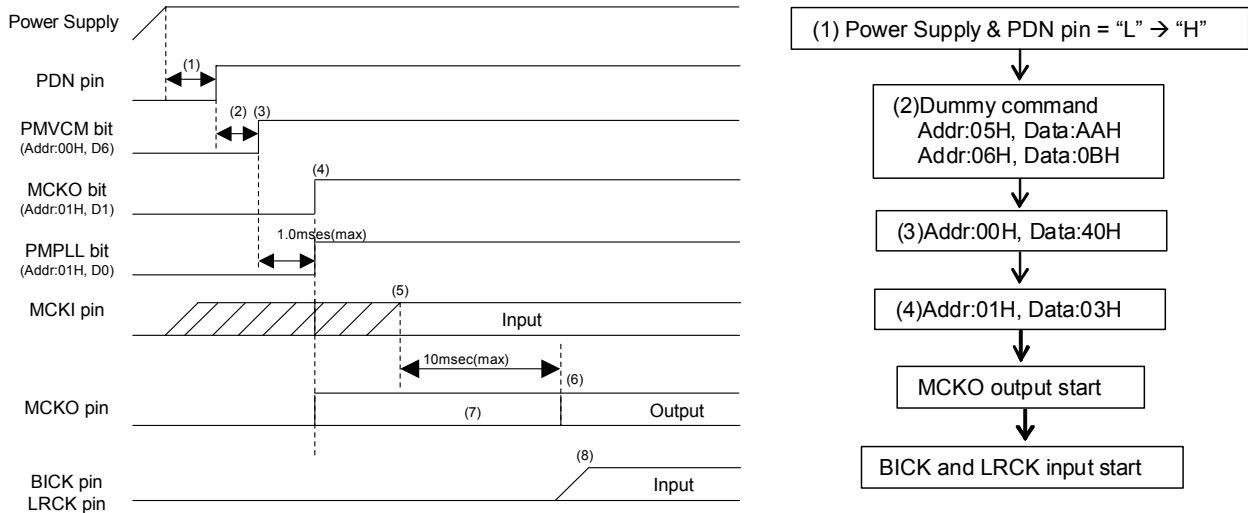 Power Supply
(1)
PDN pin
(2)
(3)
PMVCM bit
(Addr:00H, D6)
(4)
MCKO bit
(Addr:01H, D1)
1.0mses(max)
PMPLL bit
(Addr:01H, D0)
(5)
MCKI pin
Input
10msec(max)
(6)
MCKO pin
(7)
Output
(8)
BICK pin
LRCK pin
Input
(1) Power Supply & PDN pin = “L” → “H”
(2)Dummy command
Addr:05H, Data:AAH
Addr:06H, Data:0BH
(3)Addr:00H, Data:40H
(4)Addr:01H, Data:03H
MCKO output start
BICK and LRCK input start